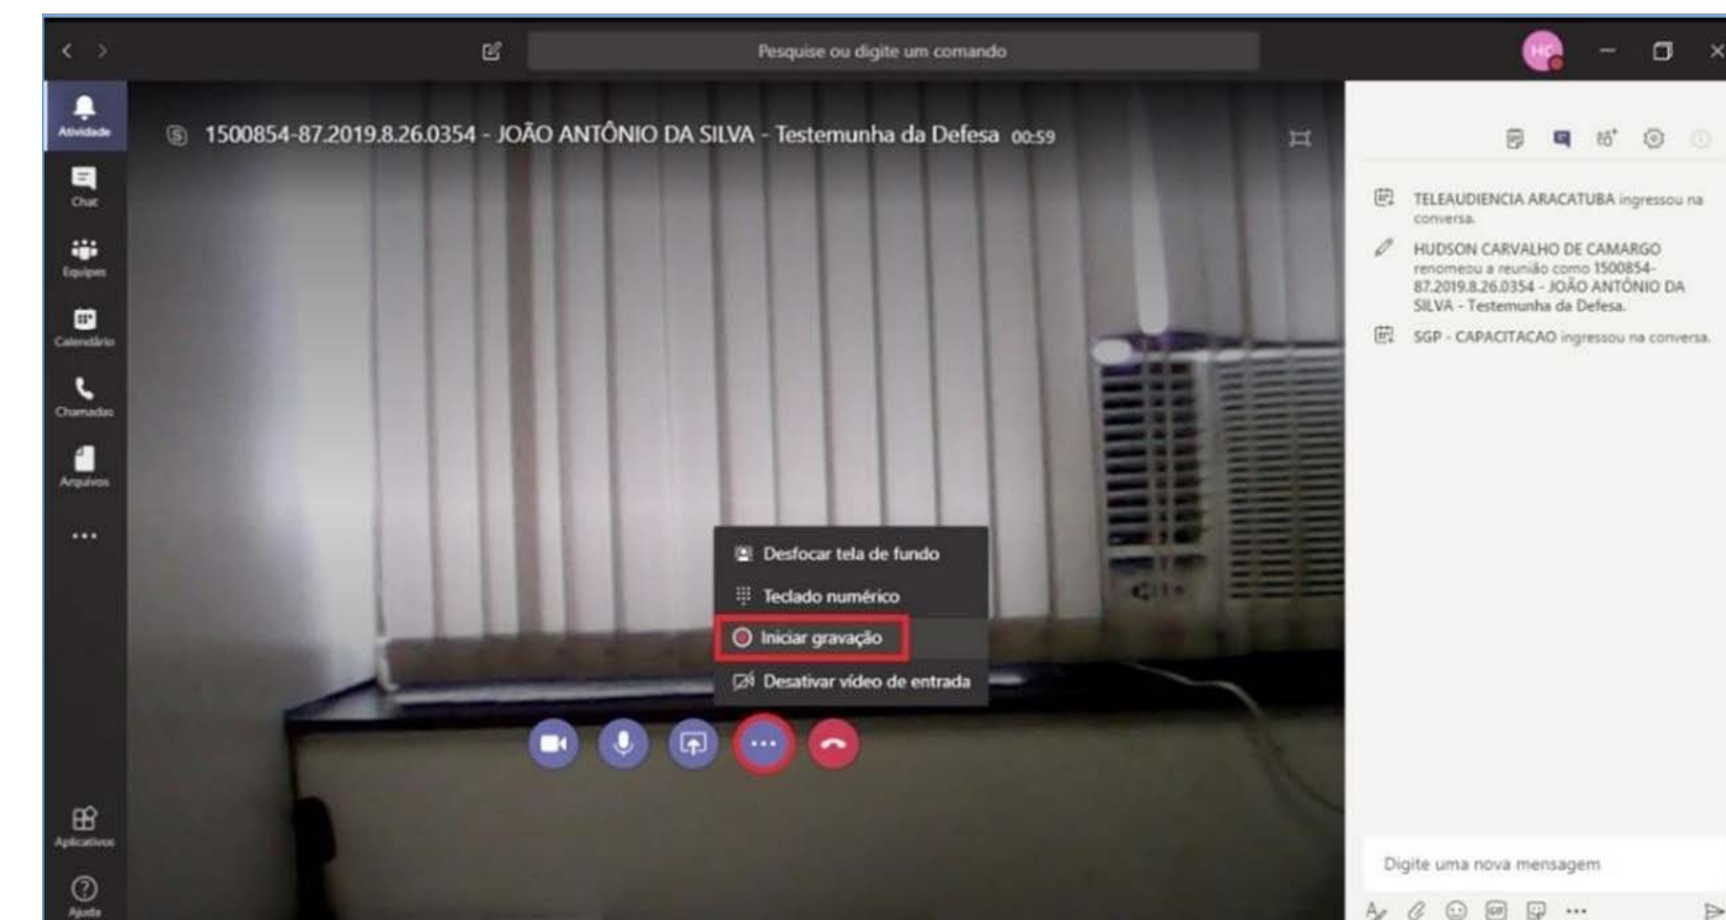 Pesquise ou digite um comando
HC
Atividade
1500854-87.2019.8.26.0354 - JOÃO ANTÔNIO DA SILVA - Testemunha da Defesa 00:59
Chat
Equipes
Calendário
Chamadas
Arquivos
Desfocar tela de fundo
Teclado numérico
Iniciar gravação
Desativar vídeo de entrada
Aplicativos
Ajuda
TELEAUDIENCIA ARACATUBA ingressou na
conversa.
HUDSON CARVALHO DE CAMARGO
renomeou a reunião como 1500854-
87.2019.8.26.0354 - JOÃO ANTÔNIO DA
SILVA - Testemunha da Defesa.
SGP - CAPACITACAO ingressou na conversa.
Digite uma nova mensagem
GIF